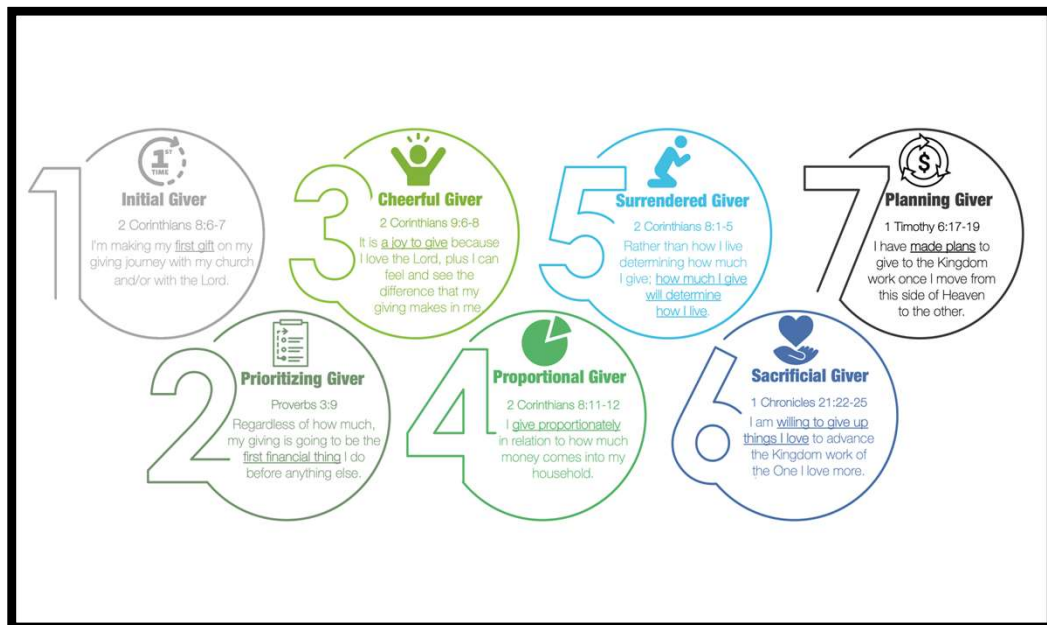 1
1ST
TIME
Initial Giver
2 Corinthians 8:6-7
I'm making my first gift on my
giving journey with my church
and/or with the Lord.
2
Prioritizing Giver
Proverbs 3:9
Regardless of how much,
my giving is going to be the
first financial thing I do
before anything else.
3
Cheerful Giver
2 Corinthians 9:6-8
It is a joy to give because
I love the Lord, plus I can
feel and see the
difference that my
giving makes in me.
4
Proportional Giver
2 Corinthians 8:11-12
I give proportionately
in relation to how much
money comes into my
household.
5
Surrendered Giver
2 Corinthians 8:1-5
Rather than how I live
determining how much
I give; how much I give
will determine
how I live.
6
Sacrificial Giver
1 Chronicles 21:22-25
I am willing to give up
things I love to advance
the Kingdom work of
the One I love more.
7
$
Planning Giver
1 Timothy 6:17-19
I have made plans to
give to the Kingdom
work once I move from
this side of Heaven
to the other.